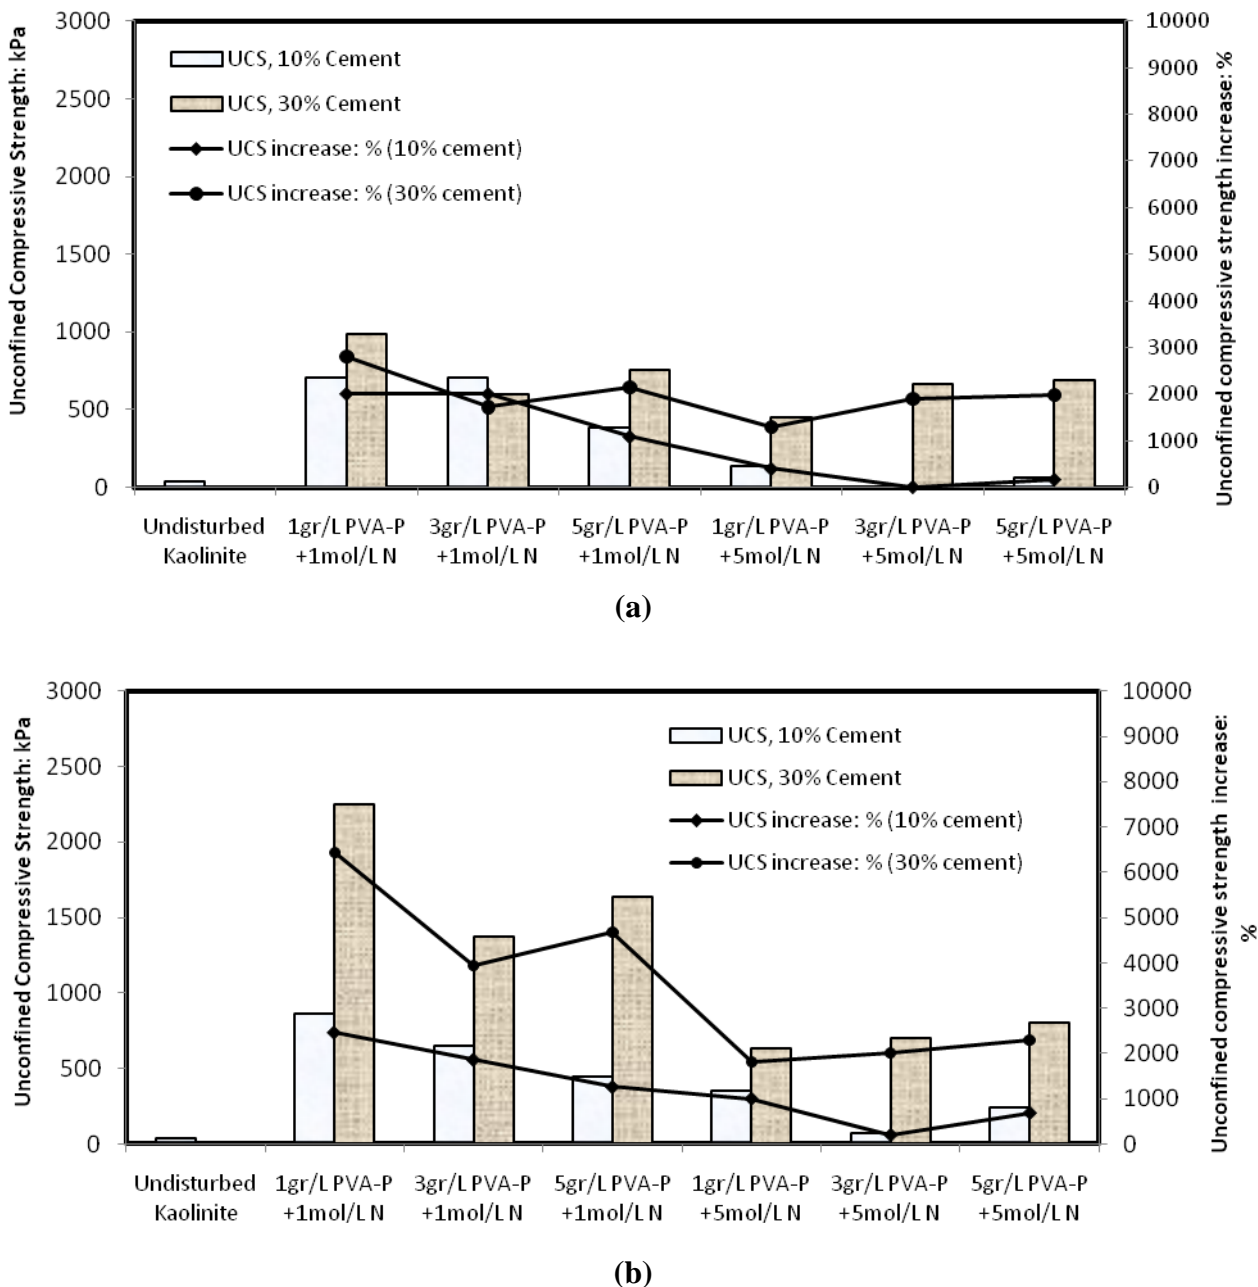 Unconfined Compressive Strength: kPa
3000
2500
2000
1500
1000
500
0
UCS, 10% Cement
UCS, 30% Cement
UCS increase: % (10% cement)
UCS increase: % (30% cement)
10000
9000
8000
7000
6000
5000
4000
3000
2000
1000
0
Unconfined compressive strength increase: %
Undisturbed
Kaolinite
1gr/L PVA-P
+1mol/L N
3gr/L PVA-P
+1mol/L N
5gr/L PVA-P
+1mol/L N
1gr/L PVA-P
+5mol/L N
3gr/L PVA-P
+5mol/L N
5gr/L PVA-P
+5mol/L N
(a)
Unconfined Compressive Strength: kPa
3000
2500
2000
1500
1000
500
0
UCS, 10% Cement
UCS, 30% Cement
UCS increase: % (10% cement)
UCS increase: % (30% cement)
10000
9000
8000
7000
6000
5000
4000
3000
2000
1000
0
Unconfined compressive strength increase:
%
Undisturbed
Kaolinite
1gr/L PVA-P
+1mol/L N
3gr/L PVA-P
+1mol/L N
5gr/L PVA-P
+1mol/L N
1gr/L PVA-P
+5mol/L N
3gr/L PVA-P
+5mol/L N
5gr/L PVA-P
+5mol/L N
(b)